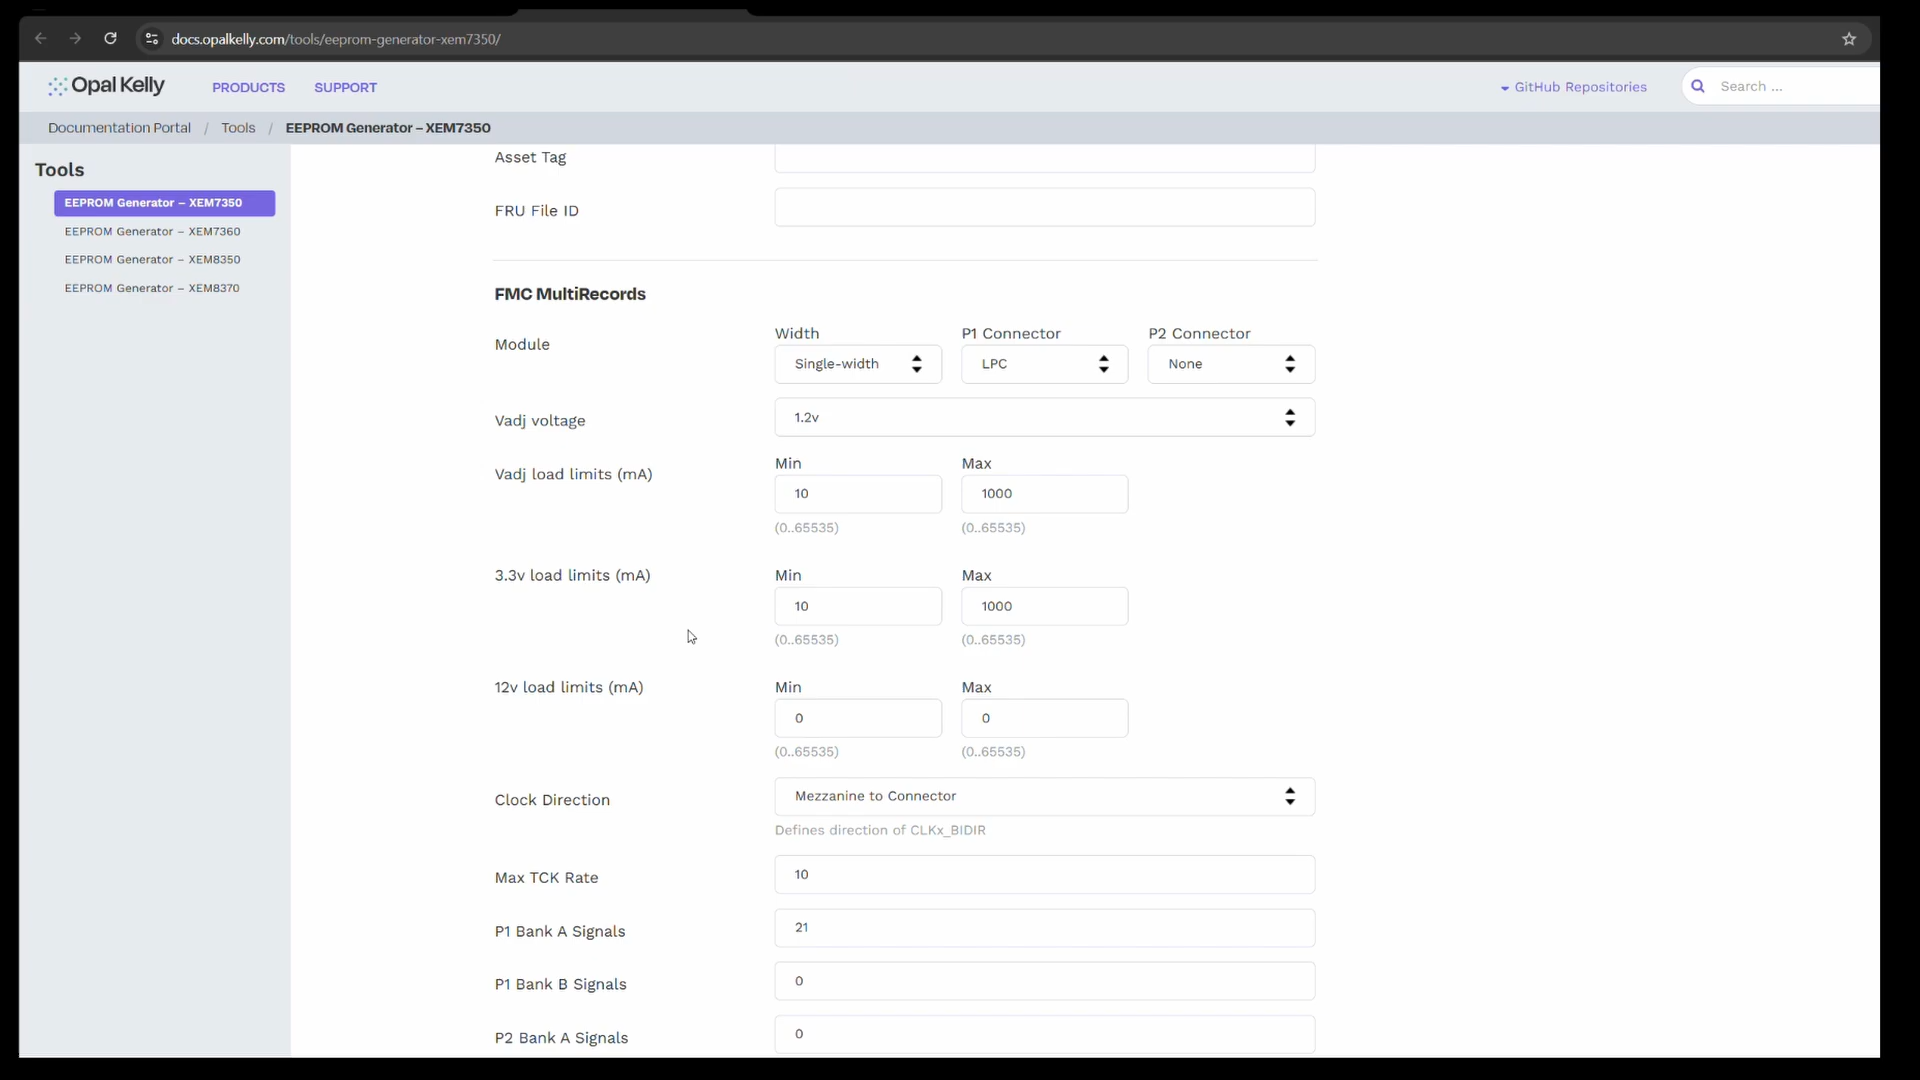 docs.opalkelly.com/tools/eeprom-generator-xem7350/
Opal Kelly
PRODUCTS
SUPPORT
GitHub Repositories
Search ...
Documentation Portal / Tools / EEPROM Generator – XEM7350
Tools
EEPROM Generator – XEM7350
EEPROM Generator – XEM7360
EEPROM Generator – XEM8350
EEPROM Generator – XEM8370
Asset Tag
FRU File ID
FMC MultiRecords
Module
Width
P1 Connector
P2 Connector
Single-width
LPC
None
Vadj voltage
1.2v
Vadj load limits (mA)
Min
Max
10
1000
(0..65535)
(0..65535)
3.3v load limits (mA)
Min
Max
10
1000
(0..65535)
(0..65535)
12v load limits (mA)
Min
Max
0
0
(0..65535)
(0..65535)
Clock Direction
Mezzanine to Connector
Defines direction of CLKx_BIDIR
Max TCK Rate
10
P1 Bank A Signals
21
P1 Bank B Signals
0
P2 Bank A Signals
0